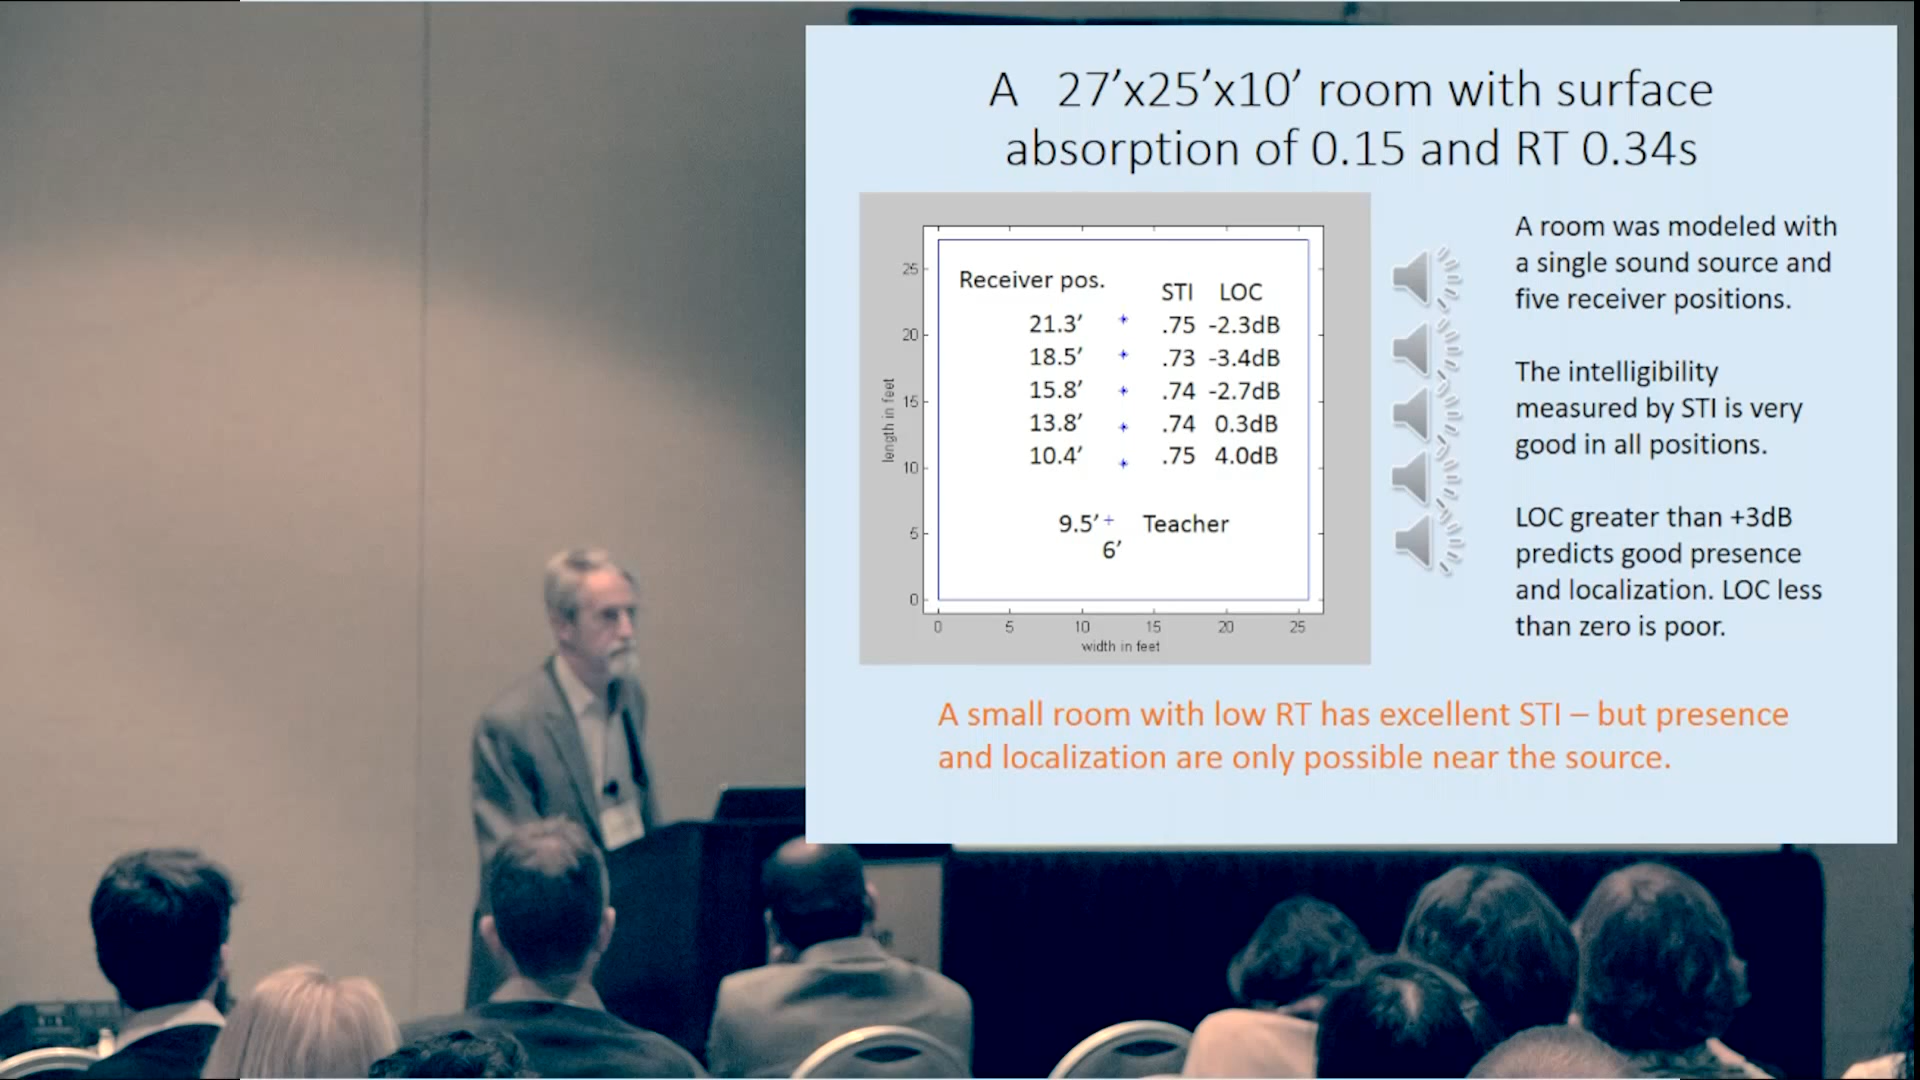 A 27’x25’x10’ room with surface
absorption of 0.15 and RT 0.34s
Receiver pos.
STI LOC
21.3’ .75 -2.3dB
18.5’ .73 -3.4dB
15.8’ .74 -2.7dB
13.8’ .74 0.3dB
10.4’ .75 4.0dB
9.5’ Teacher
6’
25
20
15
10
5
0
length in feet
0 5 10 15 20 25
width in feet
A room was modeled with
a single sound source and
five receiver positions.
The intelligibility
measured by STI is very
good in all positions.
LOC greater than +3dB
predicts good presence
and localization. LOC less
than zero is poor.
A small room with low RT has excellent STI – but presence
and localization are only possible near the source.